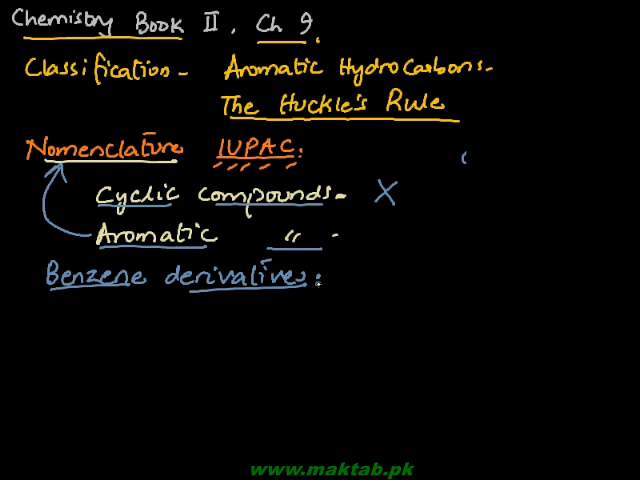 Chemistry Book II, Ch 9.
Classification - Aromatic Hydrocarbons-
The Huckle's Rule
Nomenclature IUPAC:
Cyclic compounds- X
Aromatic " -
Benzene derivatives:
www.maktab.pk